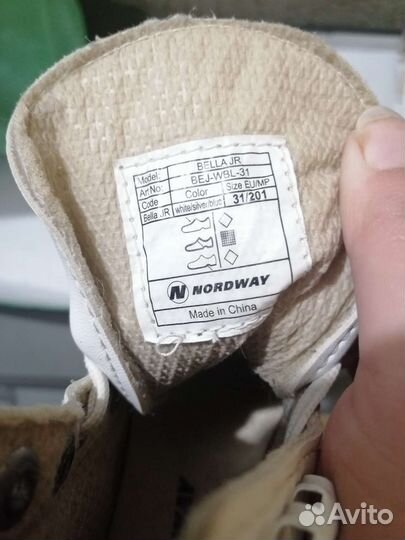 Model: BELLA JR
Art No: BEJ-WBL-31
Code Color Size EU/MP
Bella JR white/silver/blue 31/201
NORDWAY
Made in China
Avito